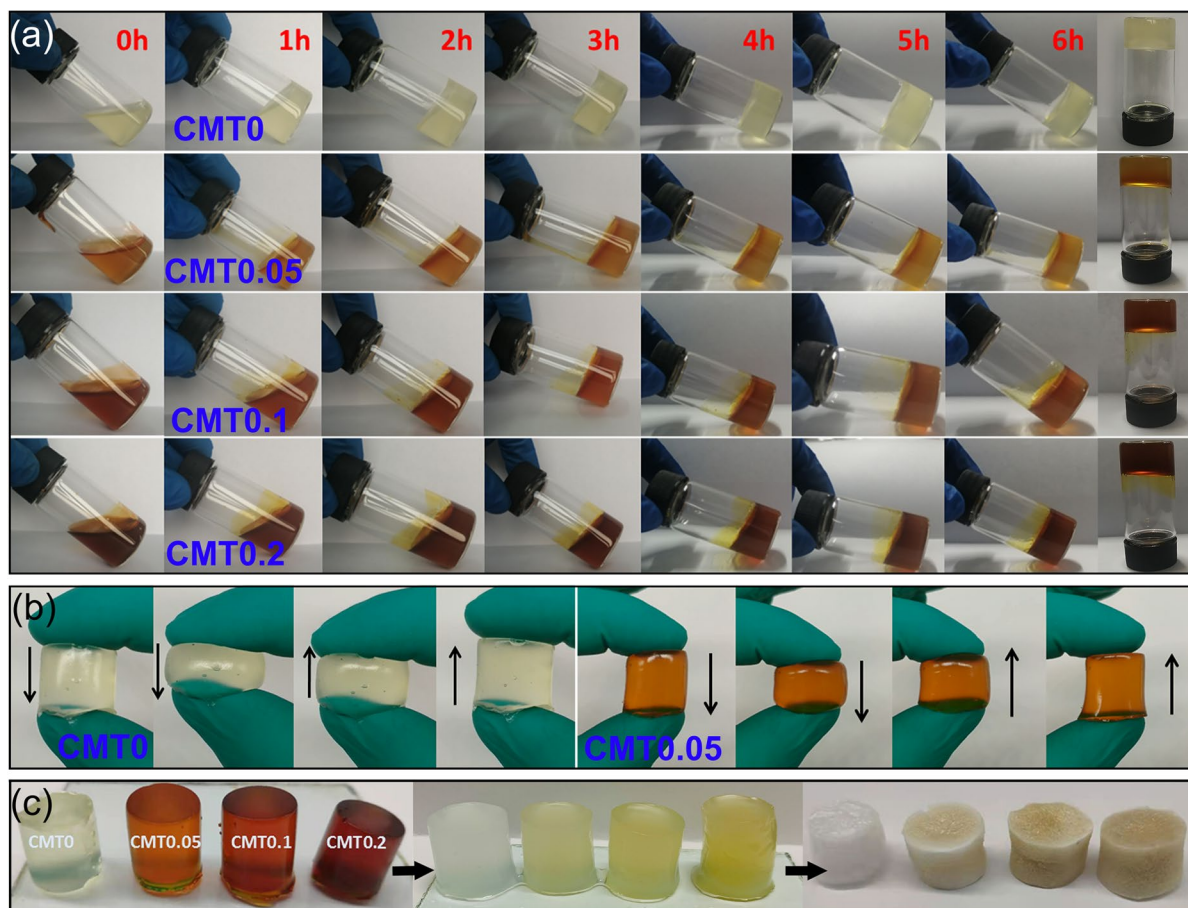 (a)
0h 1h 2h 3h 4h 5h 6h
CMT0
CMT0.05
CMT0.1
CMT0.2
(b)
CMT0 CMT0.05
(c)
CMT0 CMT0.05 CMT0.1 CMT0.2